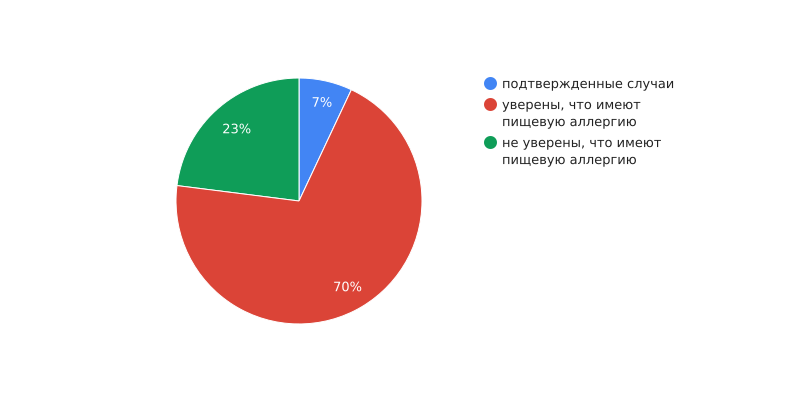 7%
23%
70%
подтвержденные случаи
уверены, что имеют
пищевую аллергию
не уверены, что имеют
пищевую аллергию